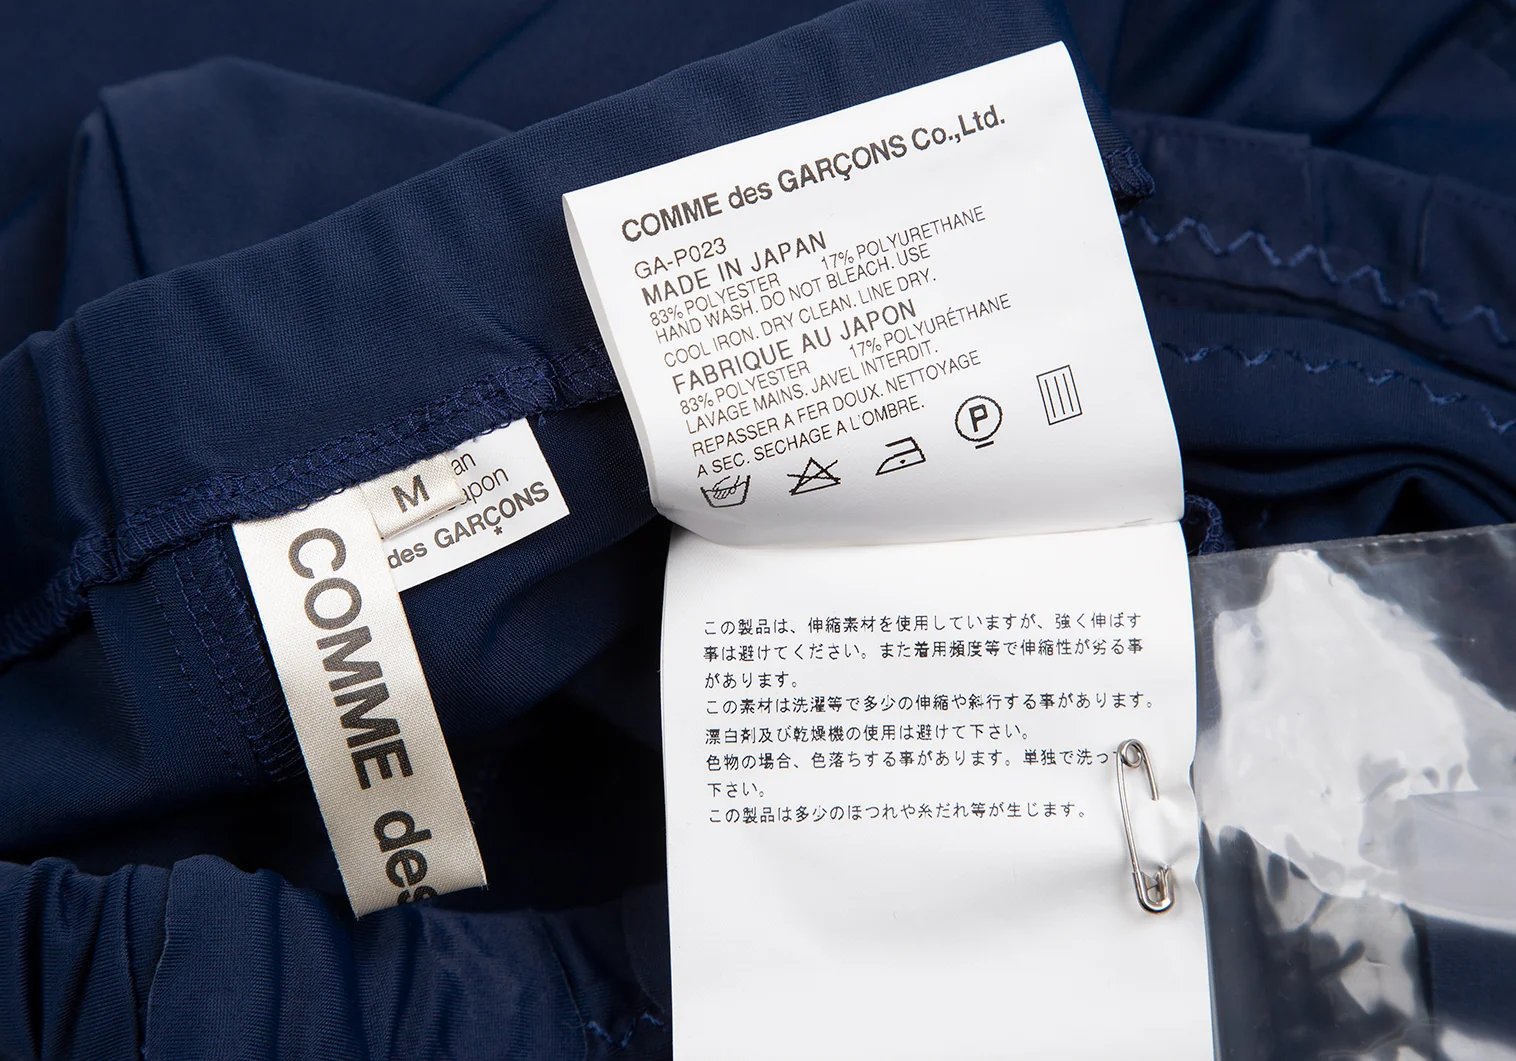 COMME des GARÇONS Co.,Ltd.
GA-P023
MADE IN JAPAN
83% POLYESTER 17% POLYURETHANE
HAND WASH. DO NOT BLEACH. USE
COOL IRON. DRY CLEAN. LINE DRY.
FABRIQUE AU JAPON
83% POLYESTER 17% POLYURÉTHANE
LAVAGE MAINS. JAVEL INTERDIT.
REPASSER A FER DOUX. NETTOYAGE
A SEC. SECHAGE A L'OMBRE.
P
M
an
apon
des GARÇONS
*
COMME des
この製品は、伸縮素材を使用していますが、強く伸ばす
事は避けてください。また着用頻度等で伸縮性が劣る事
があります。
この素材は洗濯等で多少の伸縮や斜行する事があります。
漂白剤及び乾燥機の使用は避けて下さい。
色物の場合、色落ちする事があります。単独で洗っ
下さい。
この製品は多少のほつれや糸だれ等が生じます。